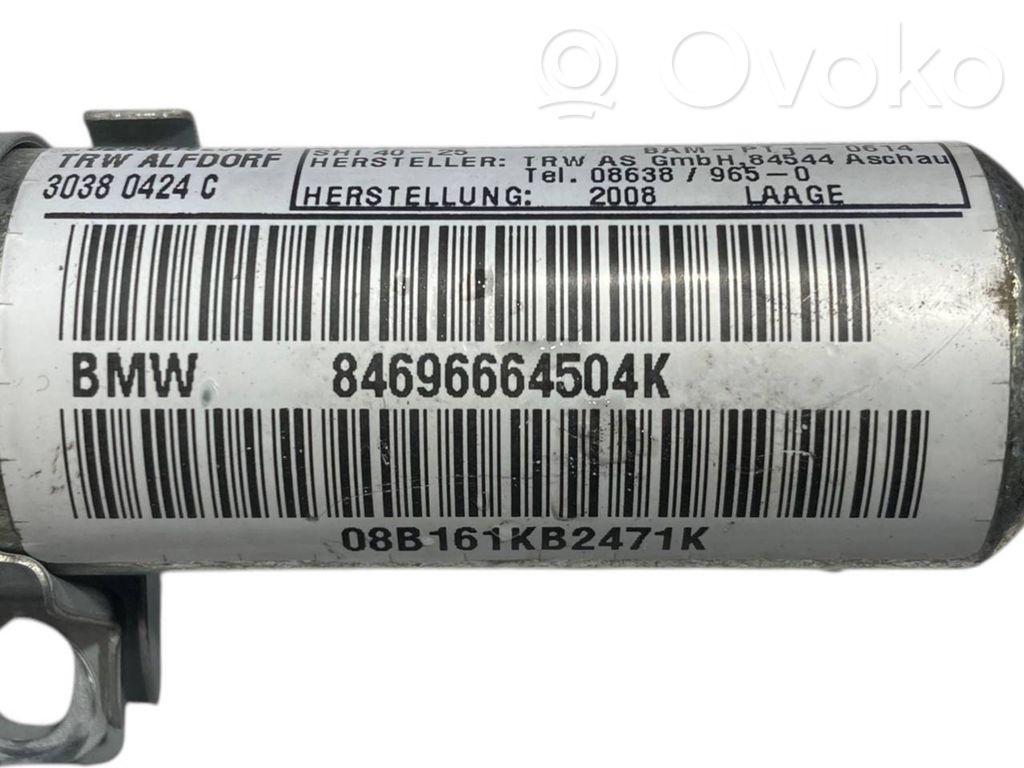 Ovoko
SHI 40-25 BAM-PT1-0614
TRW ALFDORF
HERSTELLER: TRW AS GmbH,84544 Aschau
3038 0424 C
Tel. 08638 / 965-0
HERSTELLUNG: 2008 LAAGE
BMW 84696664504K
08B161KB2471K